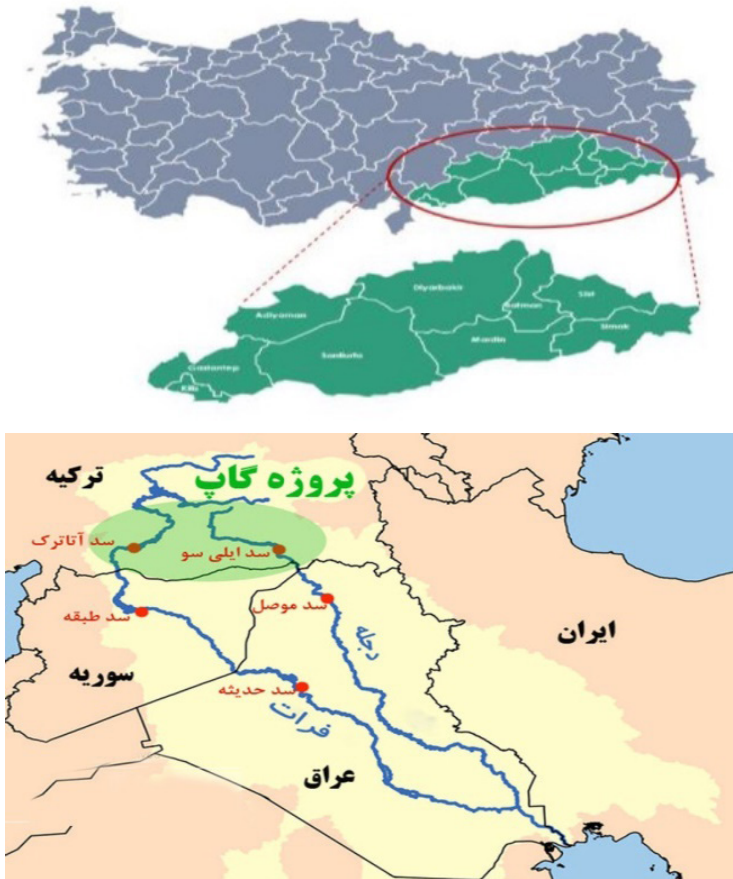 Diyarbakir
Siirt
Batman
Adiyaman
Sirnak
Mardin
Sanliurfa
Gaziantep
Kilis
پروژه گاپ
ترکیه
سد آتاترک
سد ایلی سو
سد موصل
سد طبقه
دجله
ایران
سوریه
سد حدیثه
فرات
عراق